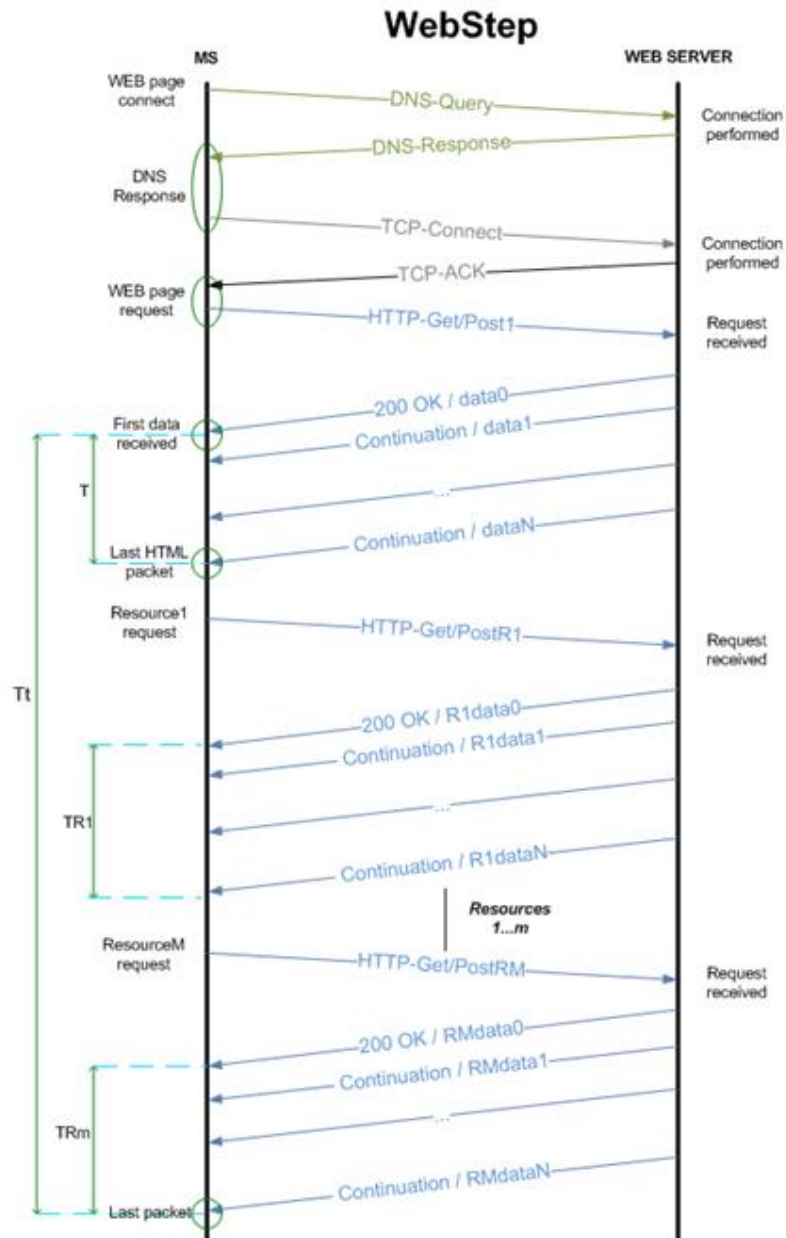 WebStep
MS
WEB SERVER
WEB page
connect
DNS-Query
Connection
performed
DNS-Response
DNS
Response
TCP-Connect
Connection
performed
TCP-ACK
WEB page
request
HTTP-Get/Post1
Request
received
200 OK / data0
First data
received
Continuation / data1
T
...
Continuation / dataN
Last HTML
packet
Resource1
request
HTTP-Get/PostR1
Request
received
Tt
200 OK / R1data0
Continuation / R1data1
TR1
...
Continuation / R1dataN
Resources
1...m
ResourceM
request
HTTP-Get/PostRM
Request
received
200 OK / RMdata0
Continuation / RMdata1
...
TRm
Continuation / RMdataN
Last packet